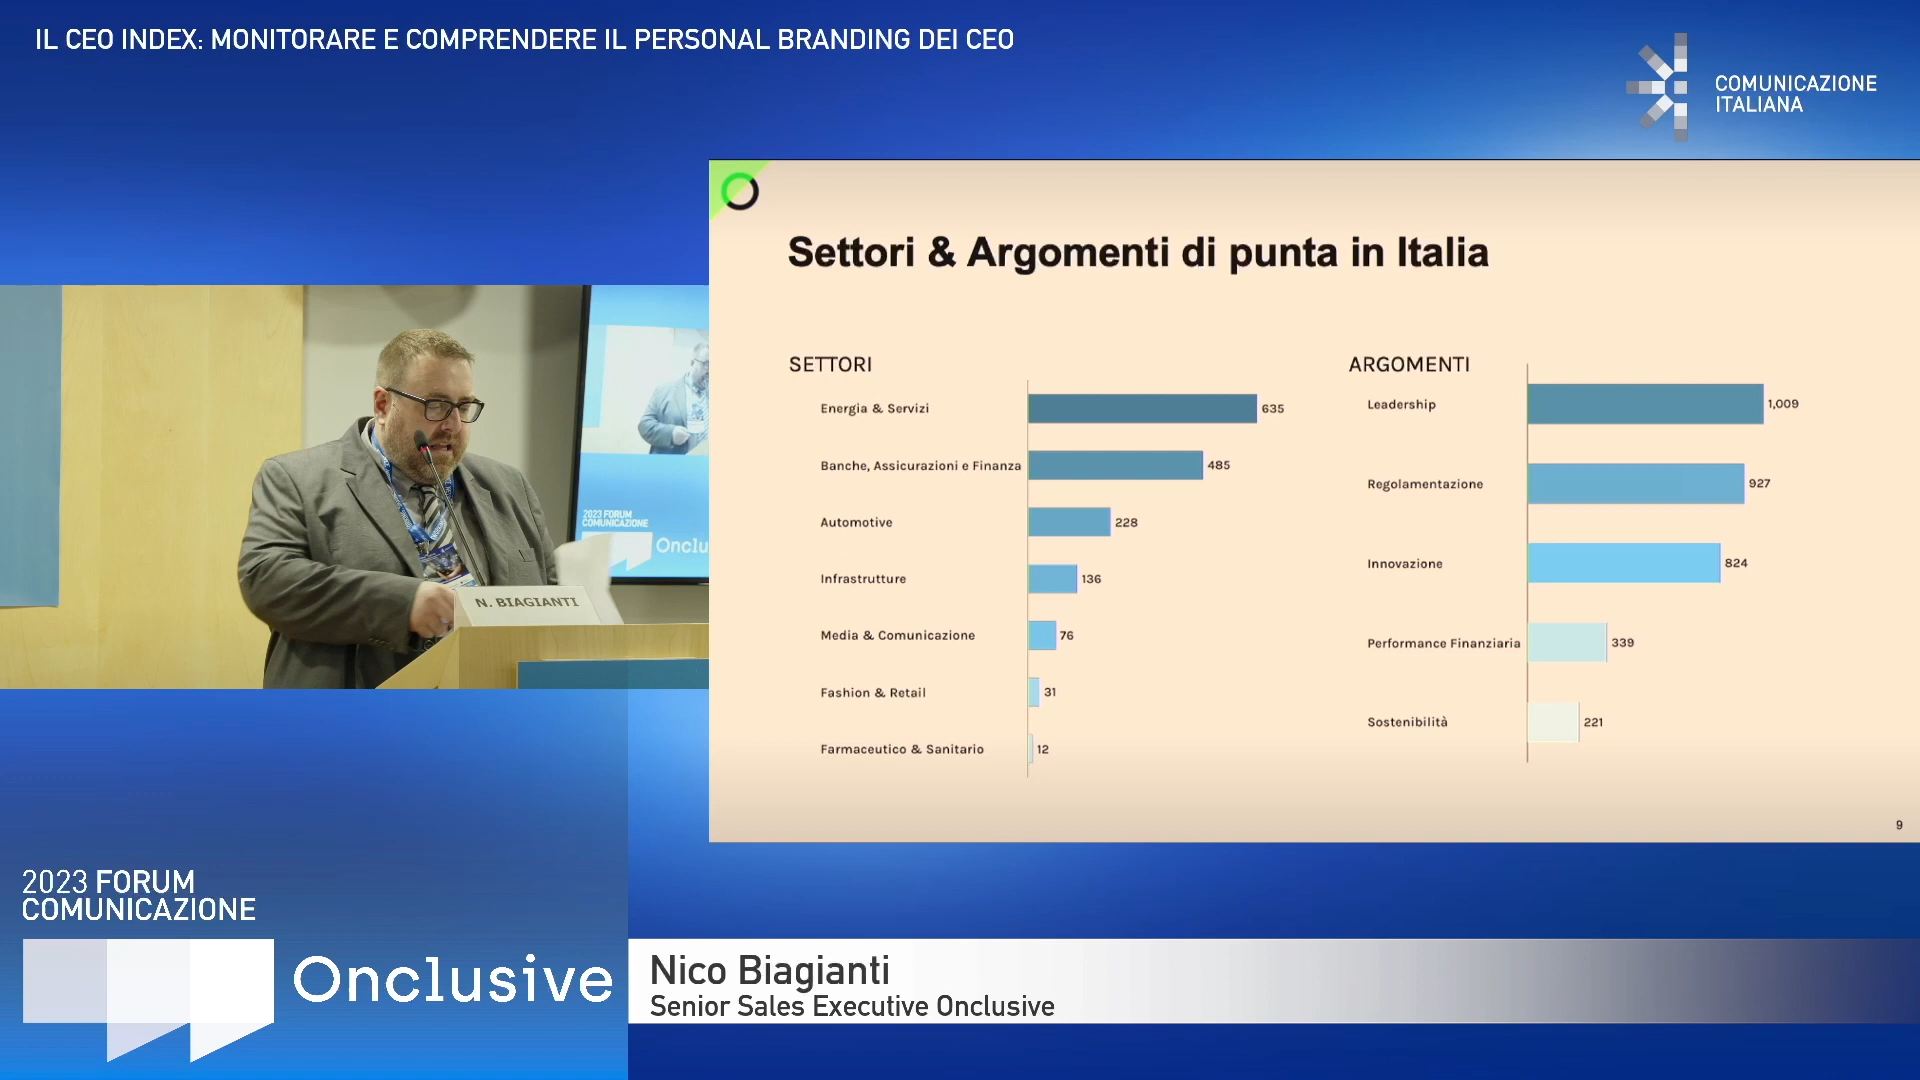 IL CEO INDEX: MONITORARE E COMPRENDERE IL PERSONAL BRANDING DEI CEO
COMUNICAZIONE
ITALIANA
Settori & Argomenti di punta in Italia
SETTORI
Energia & Servizi 635
Banche, Assicurazioni e Finanza 485
Automotive 228
Infrastrutture 136
Media & Comunicazione 76
Fashion & Retail 31
Farmaceutico & Sanitario 12
ARGOMENTI
Leadership 1,009
Regolamentazione 927
Innovazione 824
Performance Finanziaria 339
Sostenibilità 221
9
2023 FORUM
COMUNICAZIONE
Onclu
N. BIAGIANTI
2023 FORUM
COMUNICAZIONE
Onclusive
Nico Biagianti
Senior Sales Executive Onclusive